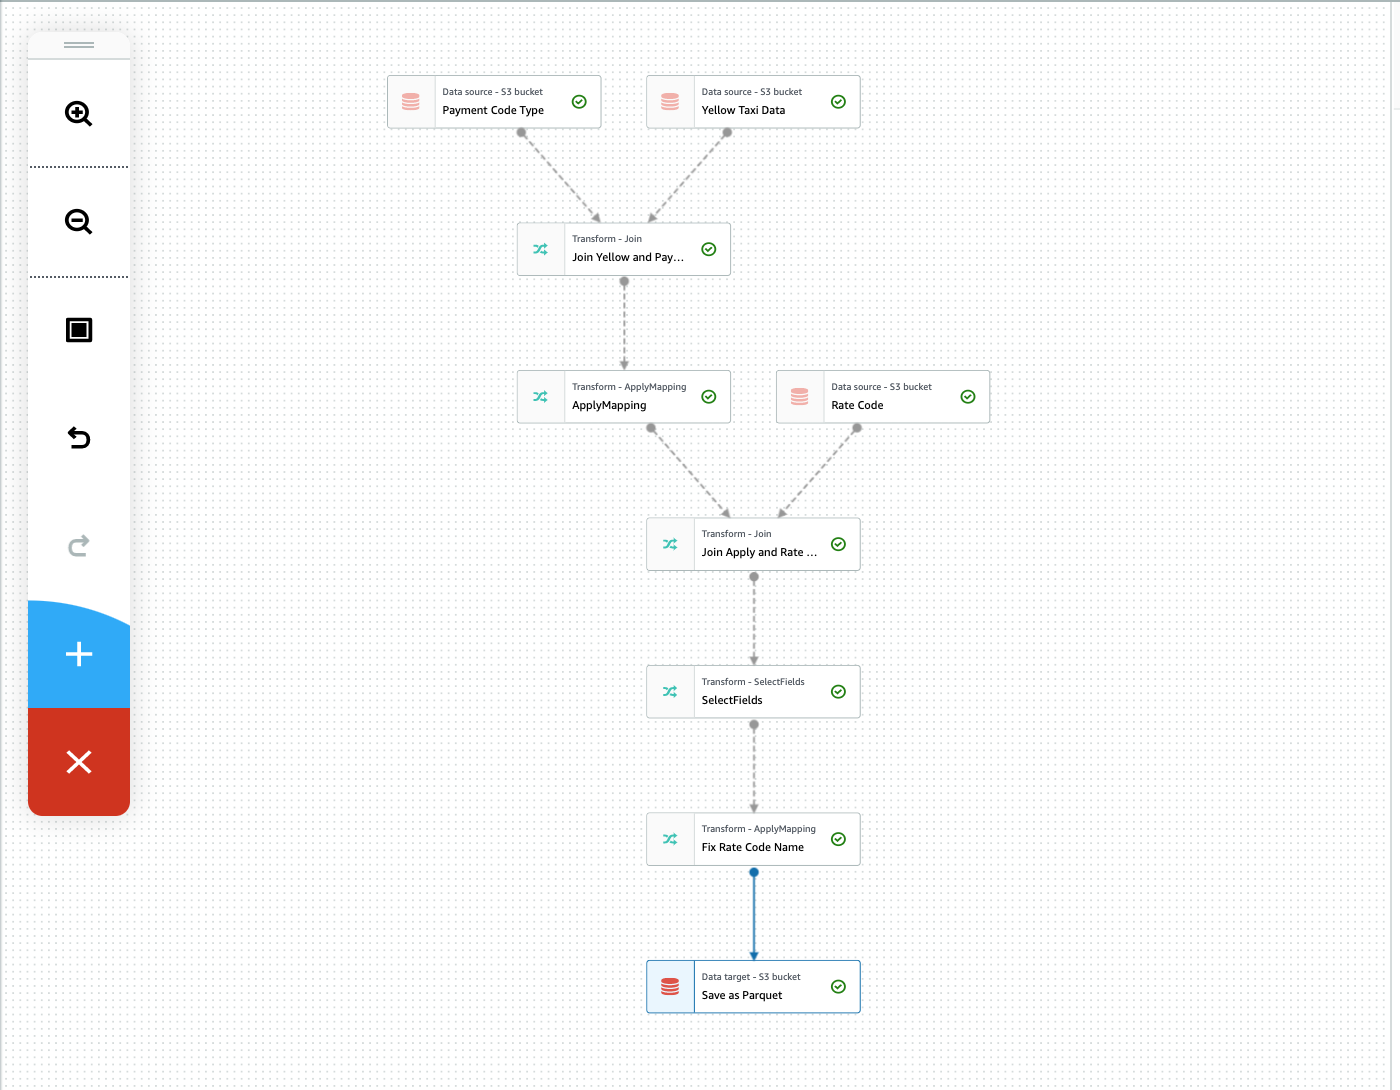 Data source - S3 bucket
Payment Code Type
Data source - S3 bucket
Yellow Taxi Data
Transform - Join
Join Yellow and Pay...
Transform - ApplyMapping
ApplyMapping
Data source - S3 bucket
Rate Code
Transform - Join
Join Apply and Rate ...
Transform - SelectFields
SelectFields
Transform - ApplyMapping
Fix Rate Code Name
Data target - S3 bucket
Save as Parquet